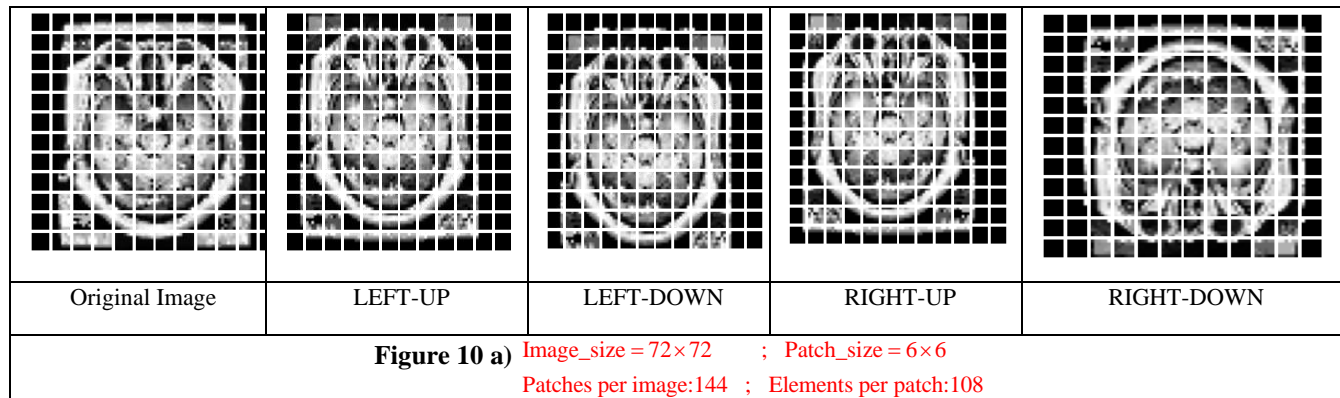 Original Image LEFT-UP LEFT-DOWN RIGHT-UP RIGHT-DOWN
Figure 10 a) Image_size = 72×72 ; Patch_size = 6×6
Patches per image:144 ; Elements per patch:108